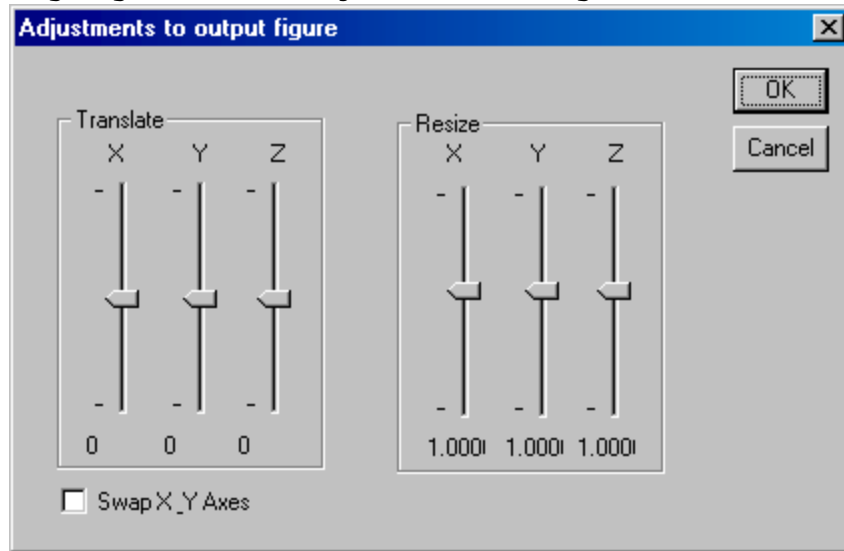 Adjustments to output figure
OK
Cancel
Translate
X Y Z
0 0 0
Resize
X Y Z
1.000 1.000 1.000
Swap X_Y Axes